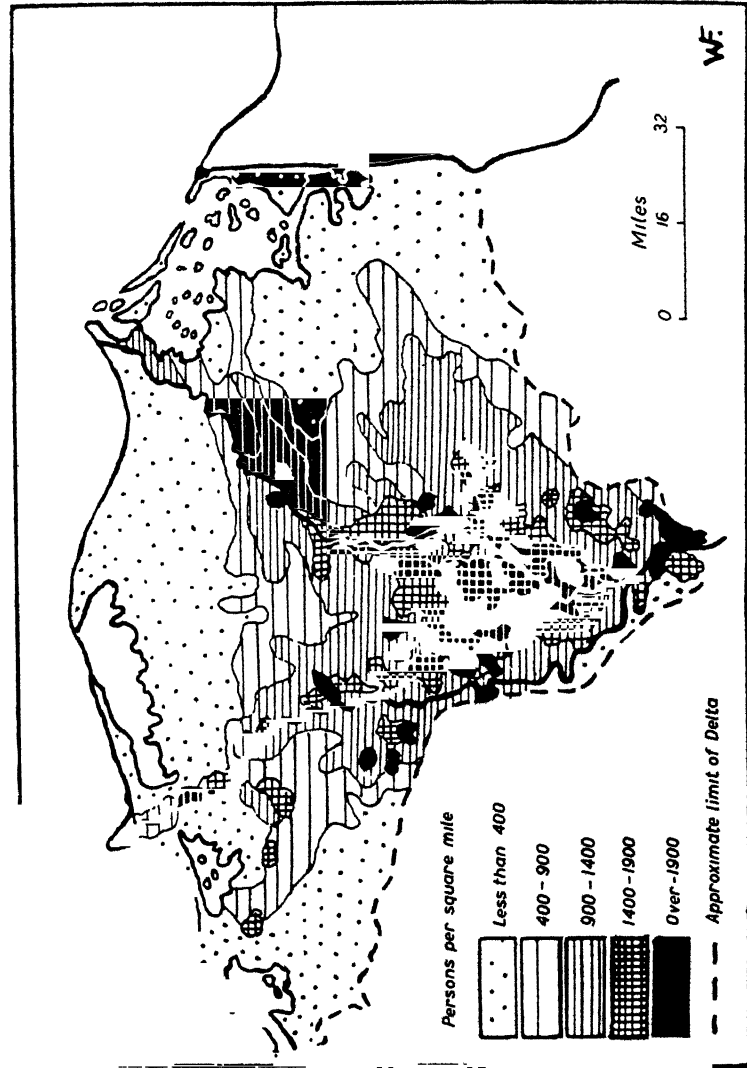 Persons per square mile
Less than 400
400 - 900
900 - 1400
1400 - 1900
Over - 1900
Approximate limit of Delta
Miles
0 16 32
W.F.